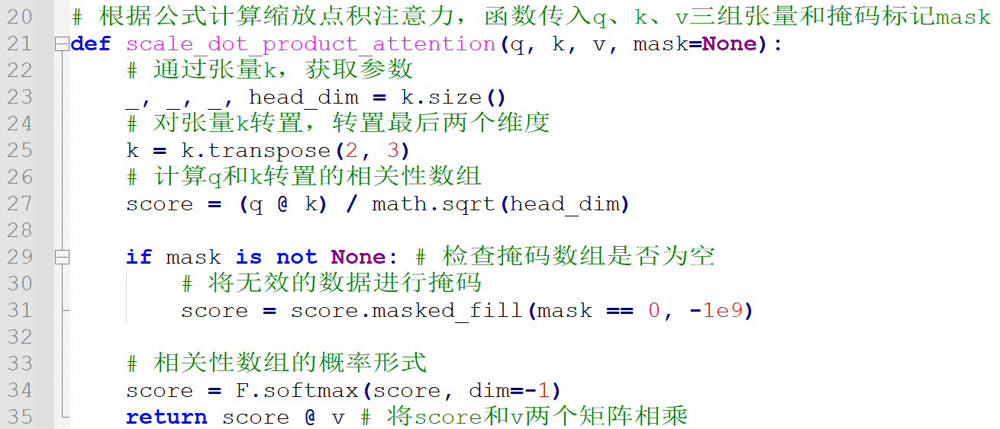 20 # 根据公式计算缩放点积注意力，函数传入q、k、v三组张量和掩码标记mask
21 def scale_dot_product_attention(q, k, v, mask=None):
22     # 通过张量k，获取参数
23     _, _, _, head_dim = k.size()
24     # 对张量k转置，转置最后两个维度
25     k = k.transpose(2, 3)
26     # 计算q和k转置的相关性数组
27     score = (q @ k) / math.sqrt(head_dim)
28
29     if mask is not None: # 检查掩码数组是否为空
30         # 将无效的数据进行掩码
31         score = score.masked_fill(mask == 0, -1e9)
32
33     # 相关性数组的概率形式
34     score = F.softmax(score, dim=-1)
35     return score @ v # 将score和v两个矩阵相乘